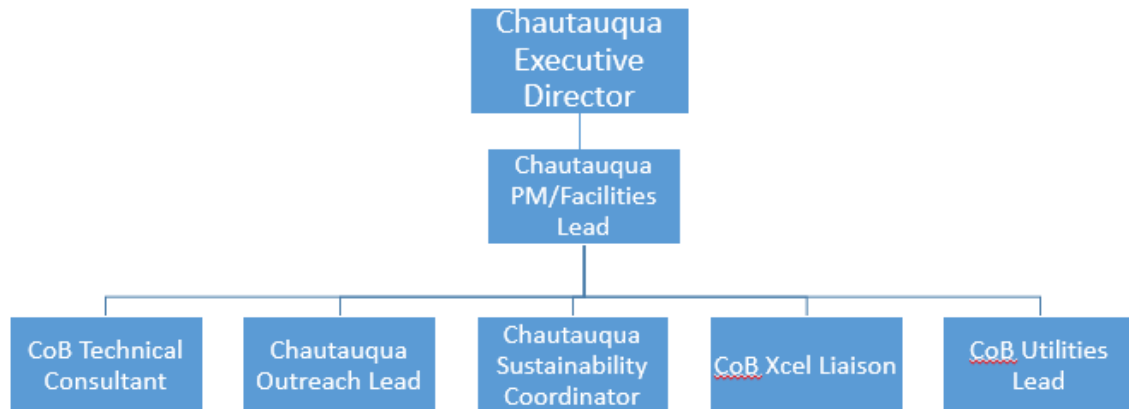 Chautauqua
Executive
Director
Chautauqua
PM/Facilities
Lead
CoB Technical
Consultant
Chautauqua
Outreach Lead
Chautauqua
Sustainability
Coordinator
CoB Xcel Liaison
CoB Utilities
Lead